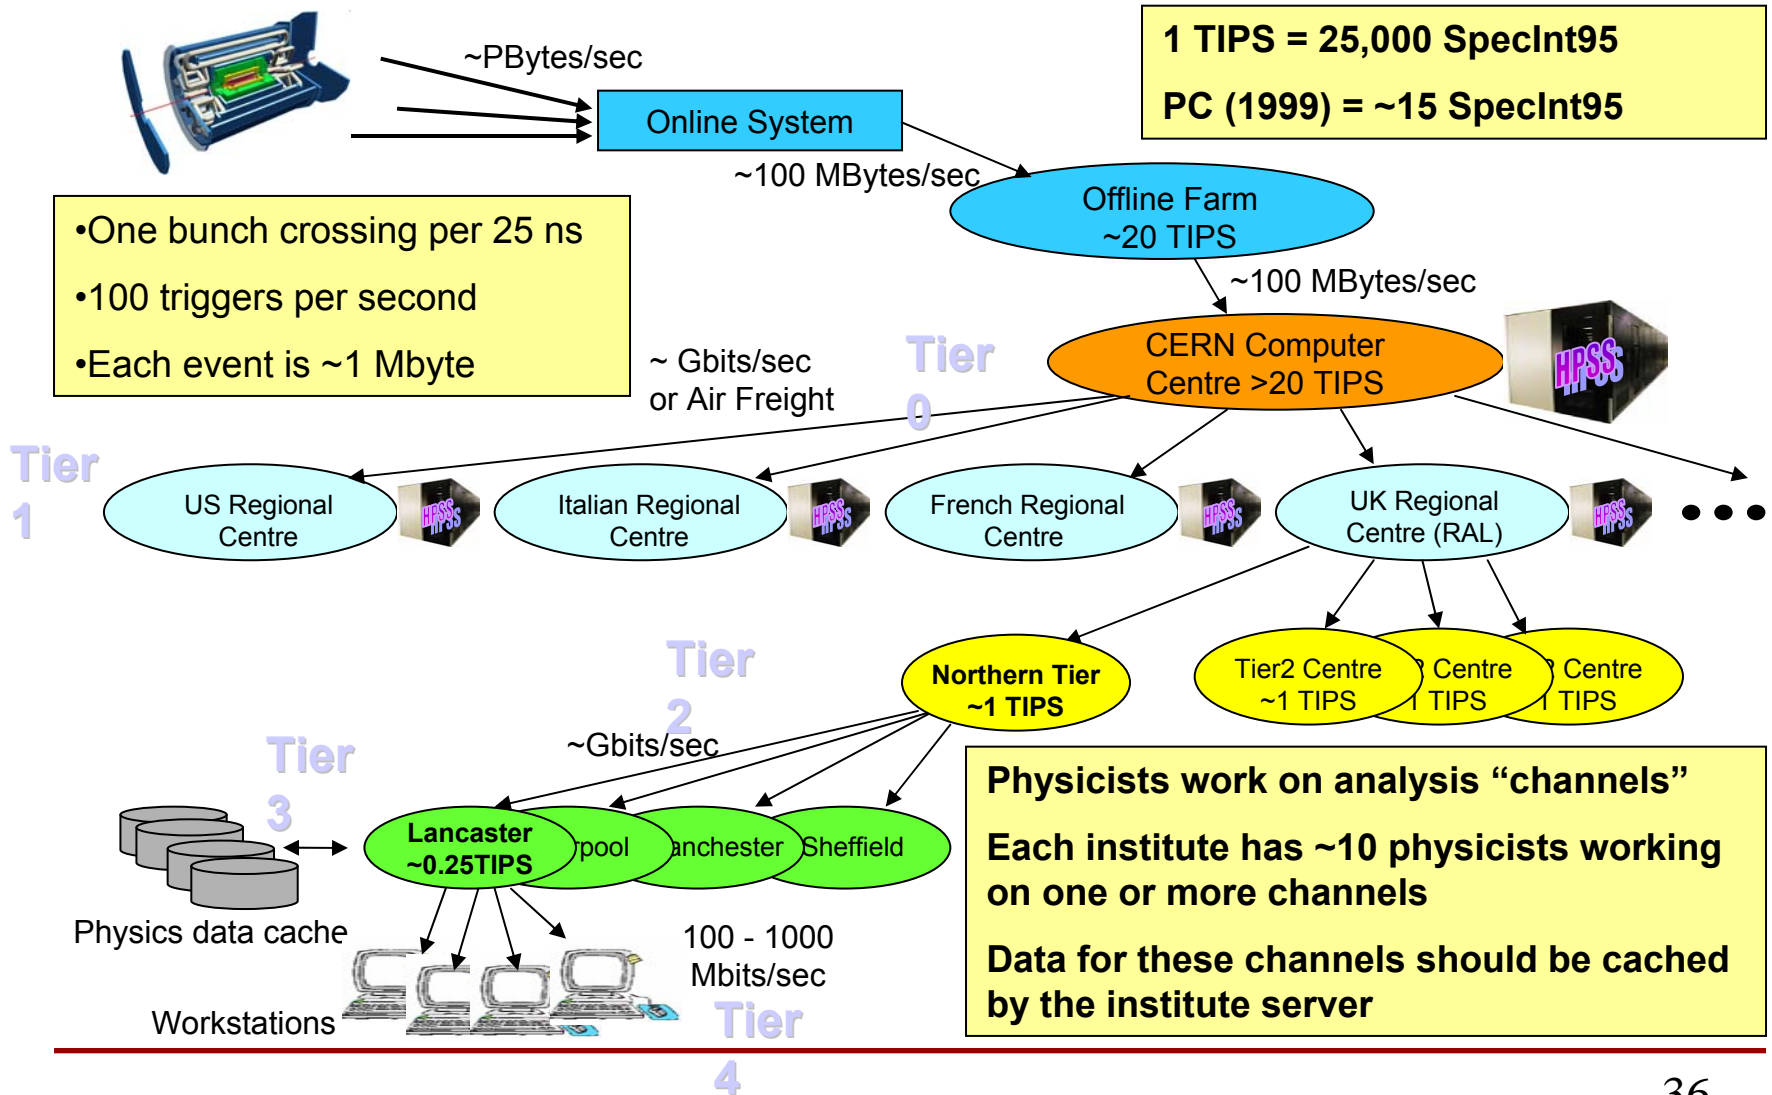 ~PBytes/sec
1 TIPS = 25,000 SpecInt95
PC (1999) = ~15 SpecInt95
Online System
~100 MBytes/sec
Offline Farm
~20 TIPS
•One bunch crossing per 25 ns
•100 triggers per second
•Each event is ~1 Mbyte
~100 MBytes/sec
Tier
0
CERN Computer
Centre >20 TIPS
HPSS
~ Gbits/sec
or Air Freight
Tier
1
US Regional
Centre
HPSS
Italian Regional
Centre
HPSS
French Regional
Centre
HPSS
UK Regional
Centre (RAL)
HPSS
Tier
2
Northern Tier
~1 TIPS
Tier2 Centre
~1 TIPS
Centre
TIPS
Centre
TIPS
~Gbits/sec
Tier
3
Lancaster
~0.25TIPS
rpool
anchester
Sheffield
Physics data cache
Workstations
100 - 1000
Mbits/sec
Tier
4
Physicists work on analysis “channels”
Each institute has ~10 physicists working
on one or more channels
Data for these channels should be cached
by the institute server
36